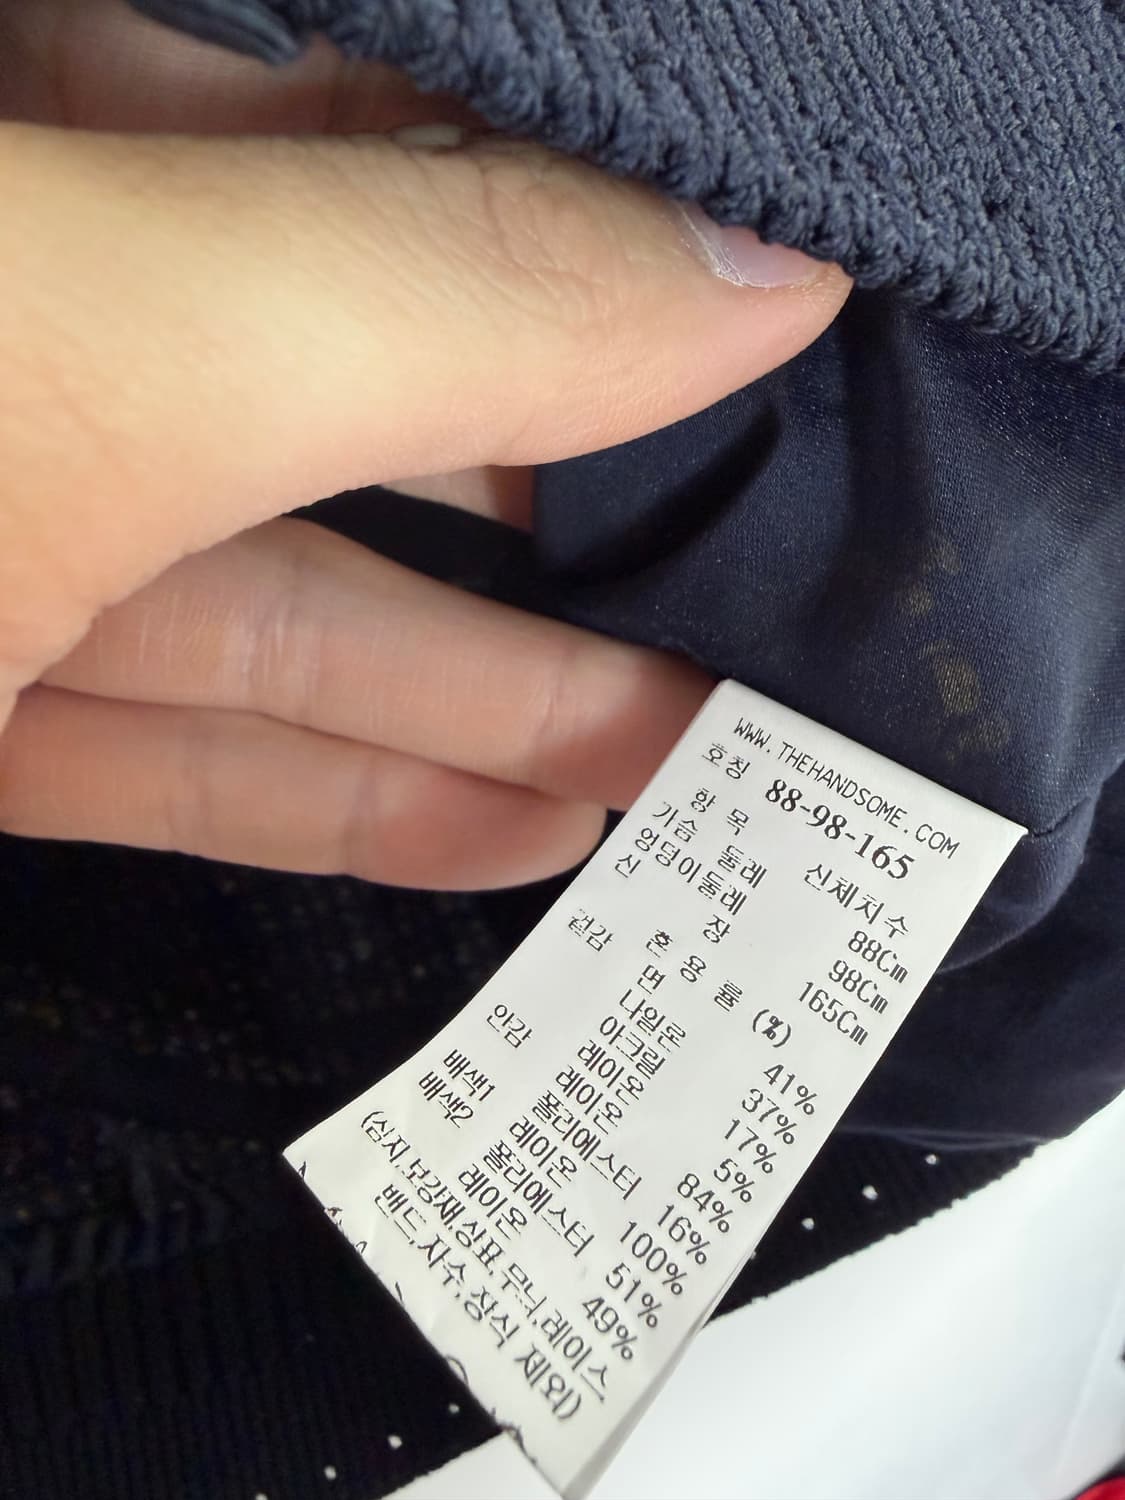 WWW.THEHANDSOME.COM
호칭 88-98-165
항 목 신체치수
가슴 둘레 88Cm
엉덩이둘레 98Cm
신 장 165Cm
혼 용 률 (%)
겉감 면 41%
나일론 37%
아크릴 17%
레이온 5%
안감 레이온 84%
폴리에스터 16%
배색1 레이온 100%
배색2 폴리에스터 51%
레이온 49%
(심지,보강재,상표,무늬,레이스
밴드,자수,장식 제외)